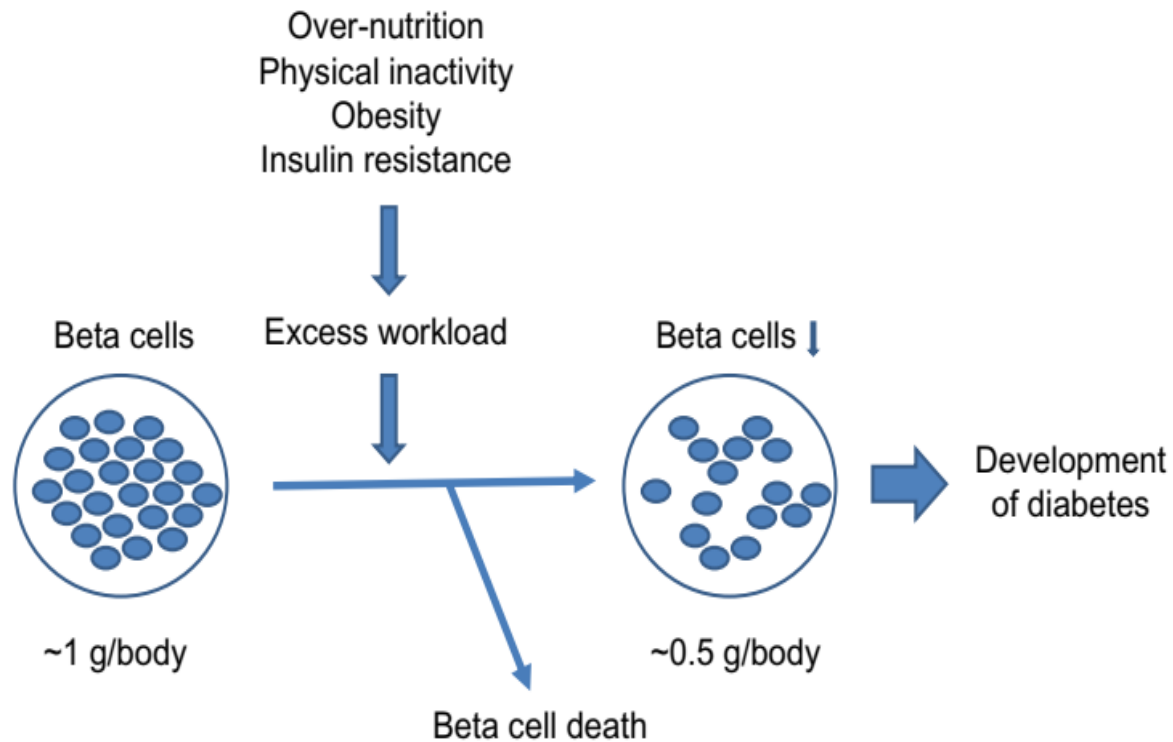 Over-nutrition
Physical inactivity
Obesity
Insulin resistance
Excess workload
Beta cells
Beta cells ↓
~1 g/body
~0.5 g/body
Beta cell death
Development
of diabetes